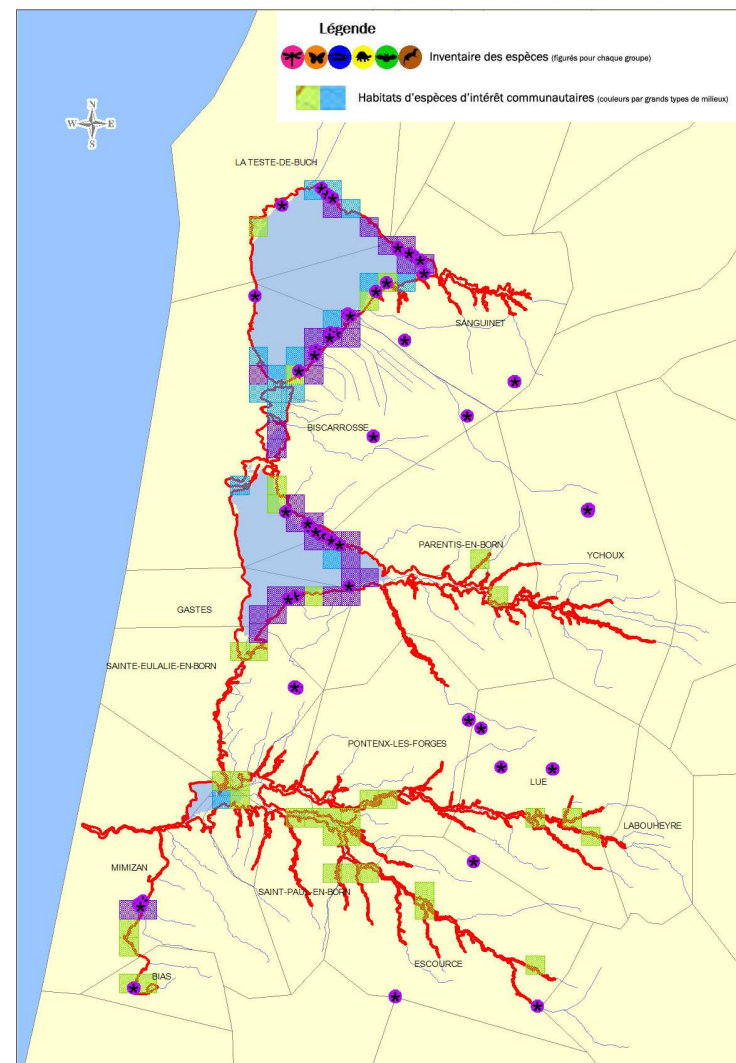 Légende
Inventaire des espèces (figurés pour chaque groupe)
Habitats d'espèces d'intérêt communautaires (couleurs par grands types de milieux)
N
W E
S
LA TESTE-DE-BUCH
SANGUINET
BISCARROSSE
PARENTIS-EN-BORN
YCHOUX
GASTES
SAINTE-EULALIE-EN-BORN
PONTENX-LES-FORGES
LUE
LABOUHEYRE
MIMIZAN
SAINT-PAUL-EN-BORN
ESCOURCE
BIAS